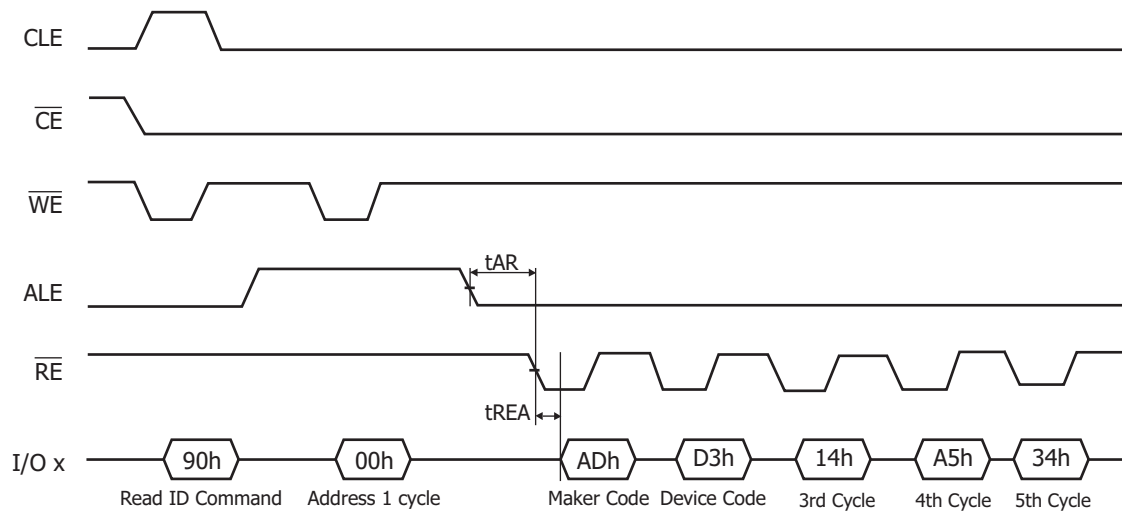 CLE
CE
WE
ALE
tAR
RE
tREA
I/O x
90h 00h ADh D3h 14h A5h 34h
Read ID Command Address 1 cycle Maker Code Device Code 3rd Cycle 4th Cycle 5th Cycle